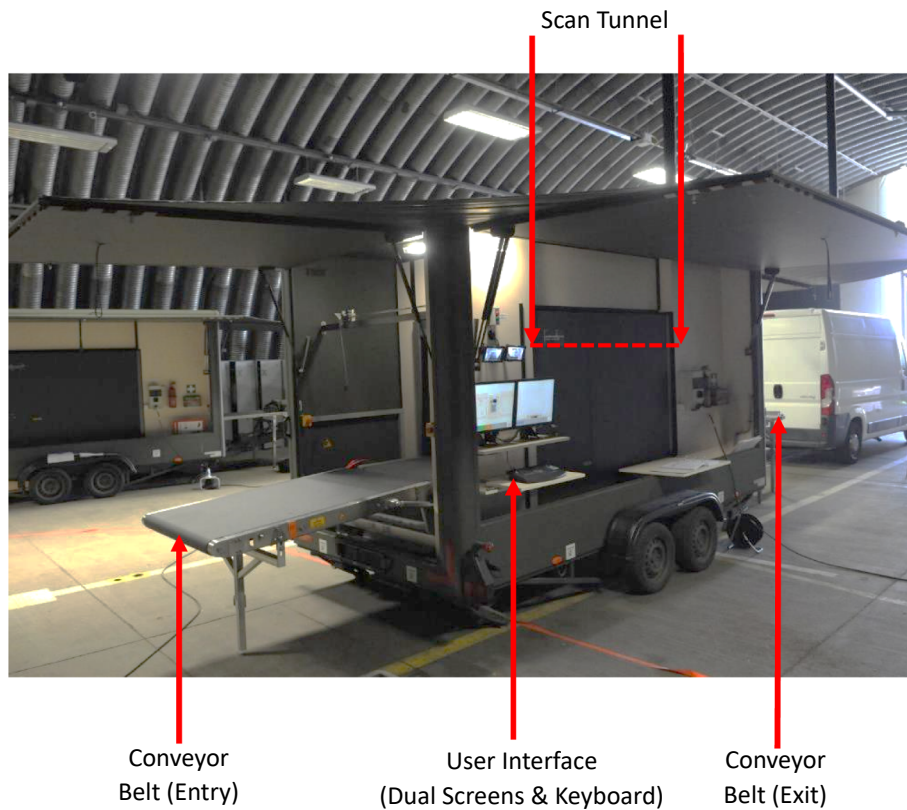 Scan Tunnel
Conveyor
Belt (Entry)
User Interface
(Dual Screens & Keyboard)
Conveyor
Belt (Exit)